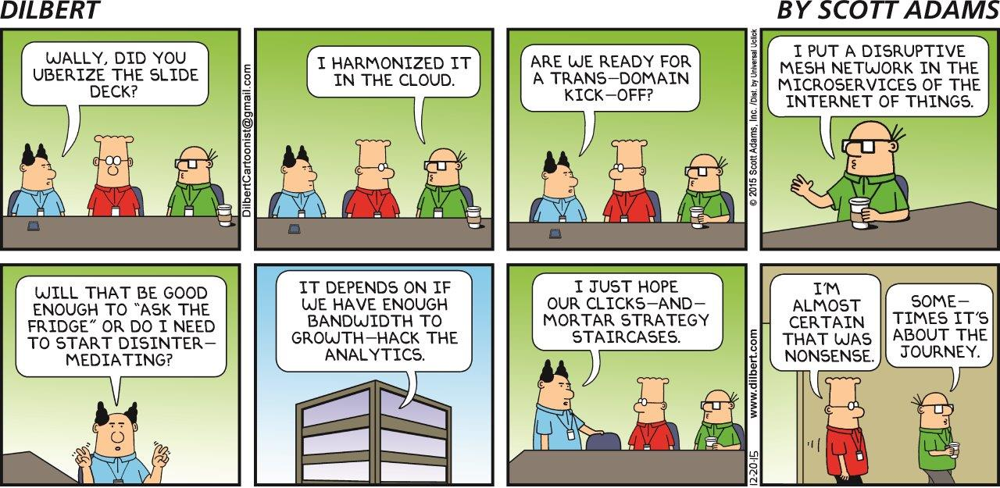 DILBERT
BY SCOTT ADAMS
WALLY, DID YOU
UBERIZE THE SLIDE
DECK?
DilbertCartoonist@gmail.com
I HARMONIZED IT
IN THE CLOUD.
ARE WE READY FOR
A TRANS—DOMAIN
KICK—OFF?
© 2015 Scott Adams, Inc. /Dist. by Universal Uclick
I PUT A DISRUPTIVE
MESH NETWORK IN THE
MICROSERVICES OF THE
INTERNET OF THINGS.
WILL THAT BE GOOD
ENOUGH TO "ASK THE
FRIDGE" OR DO I NEED
TO START DISINTER—
MEDIATING?
IT DEPENDS ON IF
WE HAVE ENOUGH
BANDWIDTH TO
GROWTH—HACK THE
ANALYTICS.
I JUST HOPE
OUR CLICKS—AND—
MORTAR STRATEGY
STAIRCASES.
12-20-15 www.dilbert.com
I'M
ALMOST
CERTAIN
THAT WAS
NONSENSE.
SOME—
TIMES IT'S
ABOUT THE
JOURNEY.